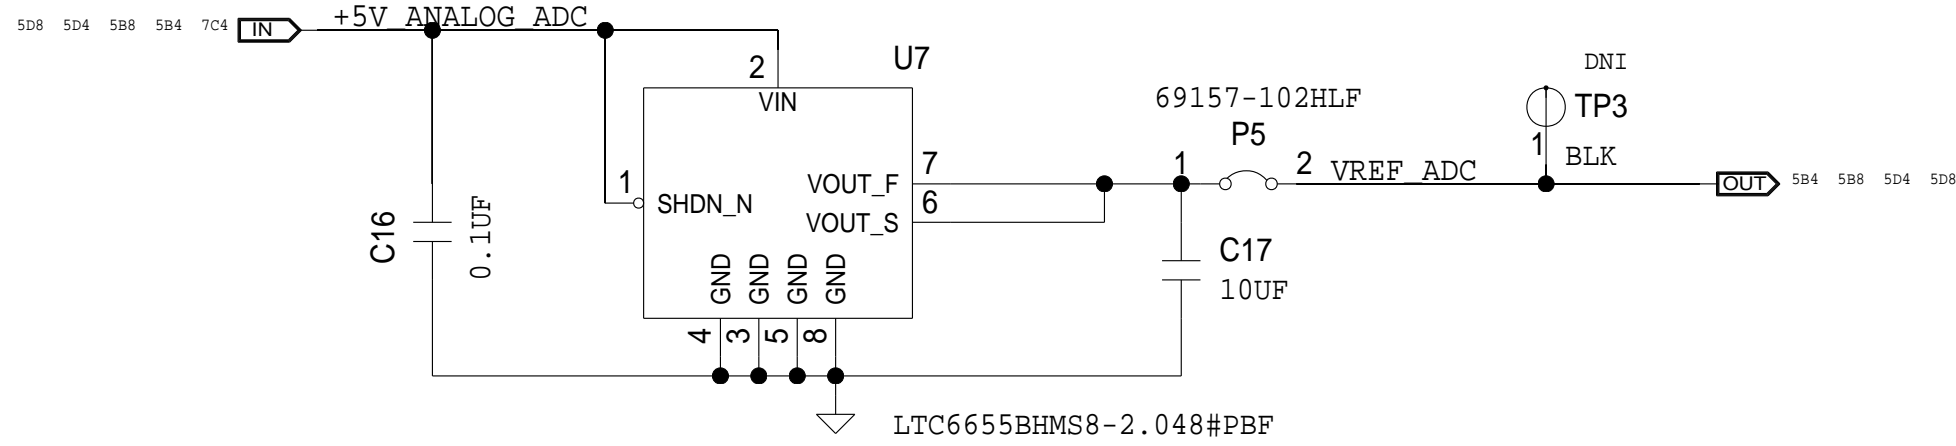 5D8 5D4 5B8 5B4 7C4 IN
+5V_ANALOG_ADC
U7
2
VIN
1
SHDN_N
VOUT_F
7
VOUT_S
6
GND GND GND GND
4 3 5 8
C16
0.1UF
69157-102HLF
P5
1
2
VREF_ADC
DNI
TP3
1
BLK
OUT 5B4 5B8 5D4 5D8
C17
10UF
LTC6655BHMS8-2.048#PBF